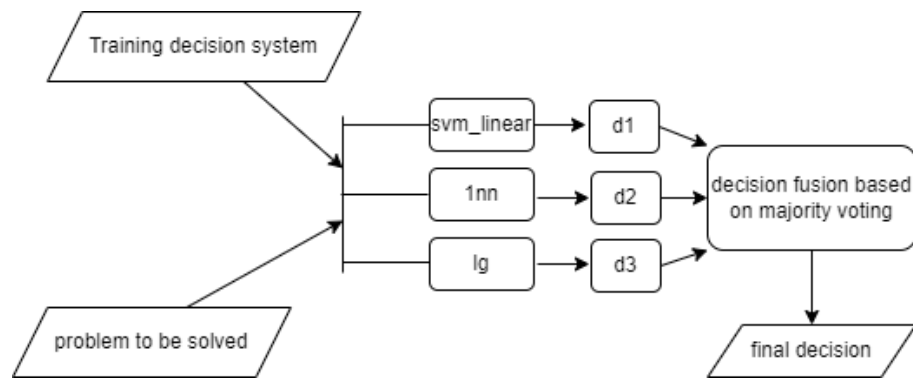 Training decision system
svm_linear
d1
1nn
d2
lg
d3
decision fusion based
on majority voting
problem to be solved
final decision